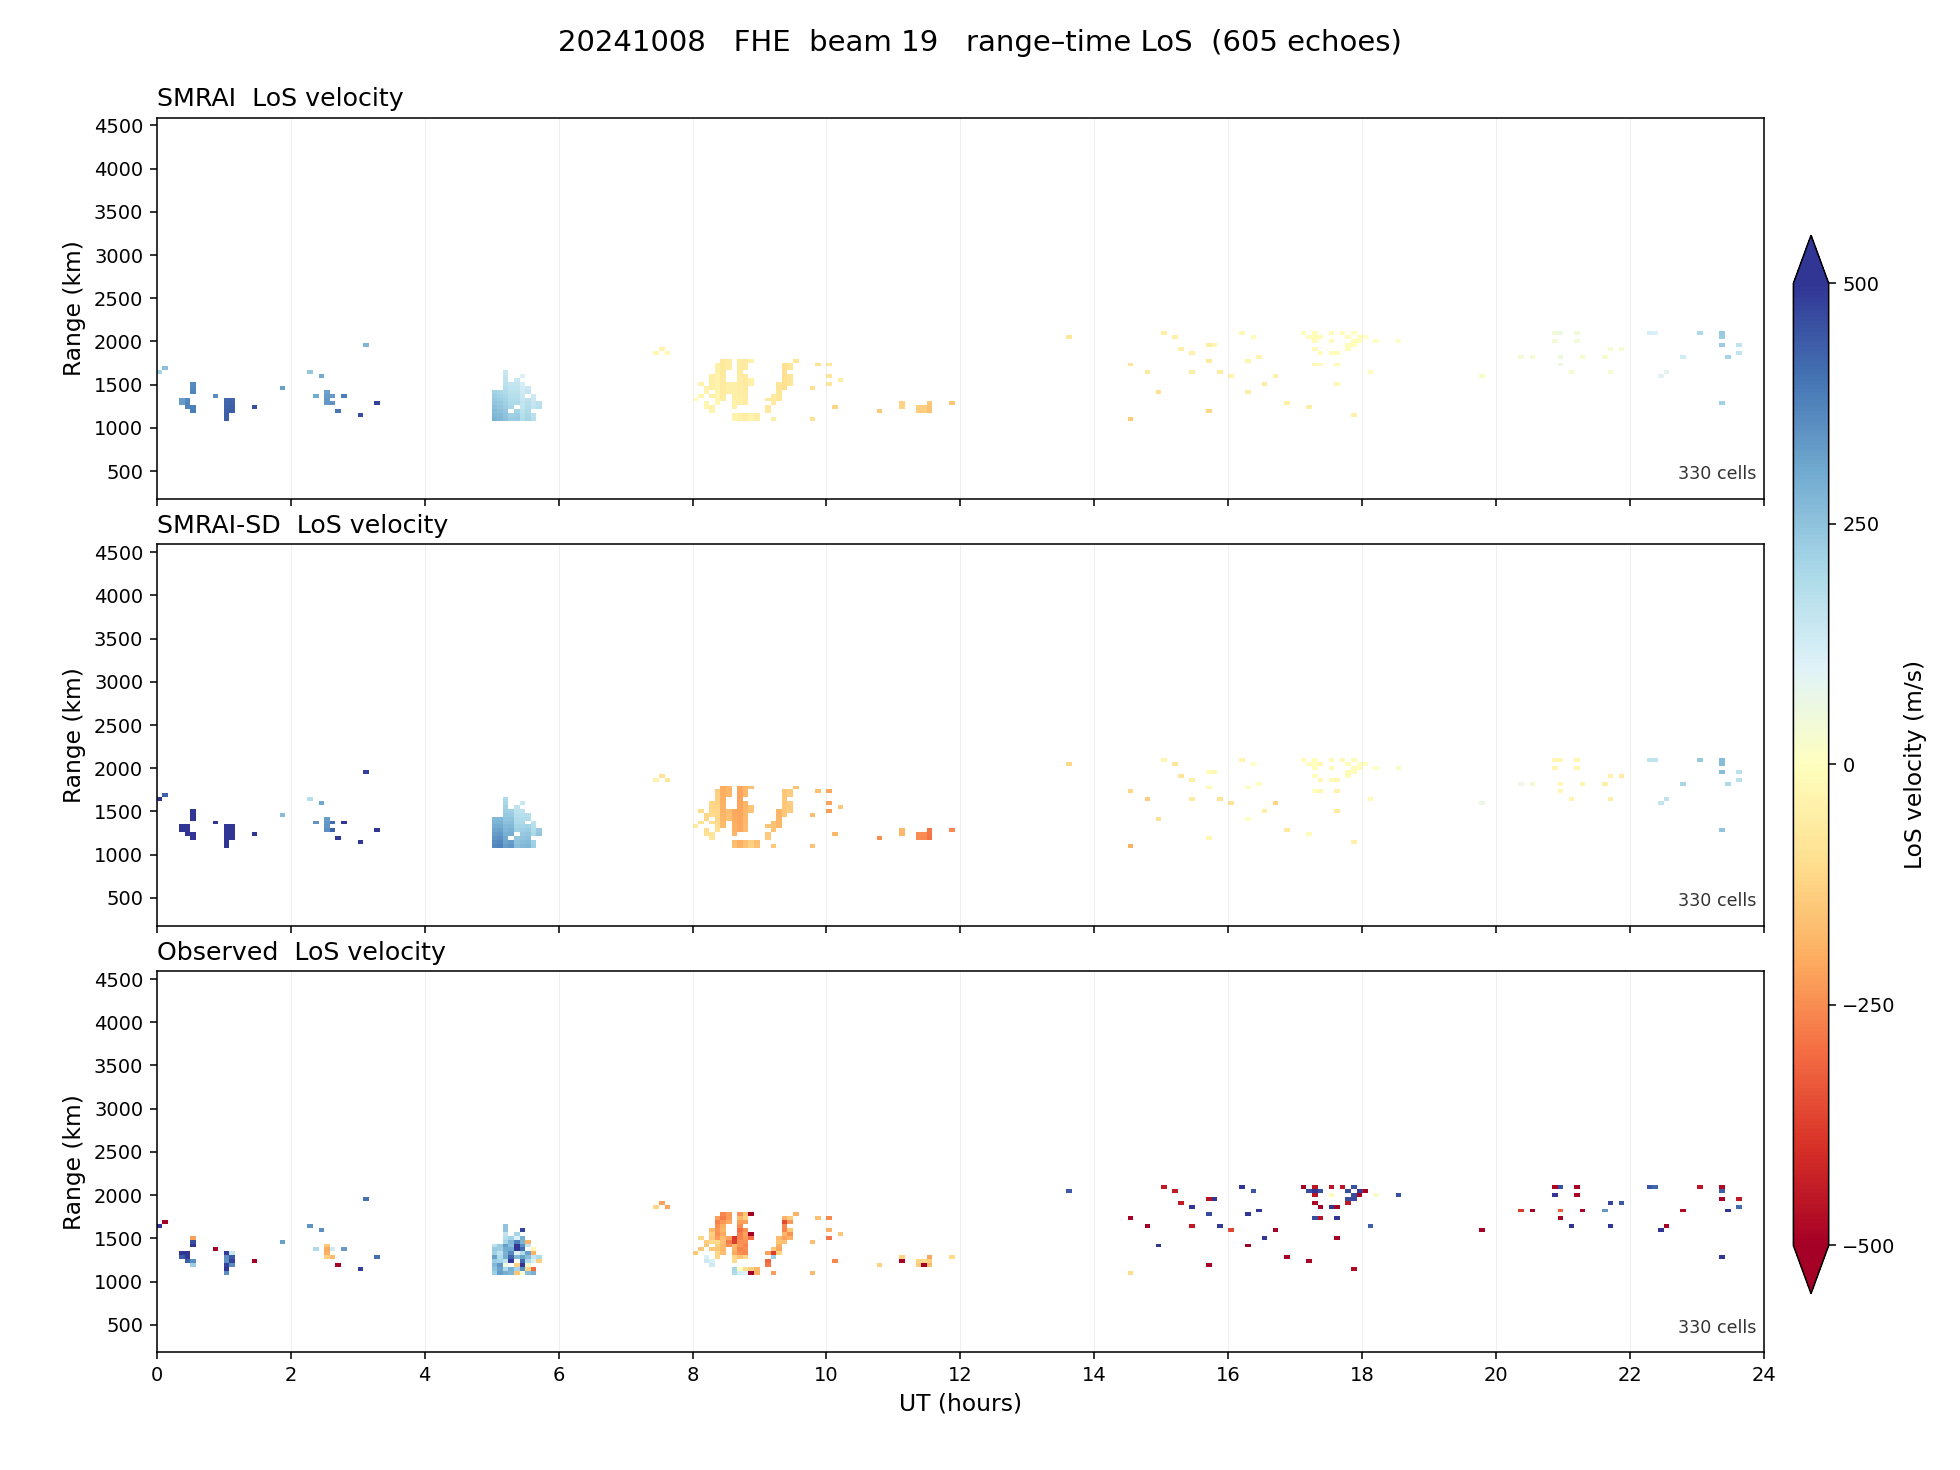 20241008   FHE  beam 19   range–time LoS  (605 echoes)
SMRAI  LoS velocity
4500
4000
3500
3000
2500
2000
1500
1000
500
Range (km)
330 cells
SMRAI-SD  LoS velocity
4500
4000
3500
3000
2500
2000
1500
1000
500
Range (km)
330 cells
Observed  LoS velocity
4500
4000
3500
3000
2500
2000
1500
1000
500
Range (km)
330 cells
0 2 4 6 8 10 12 14 16 18 20 22 24
UT (hours)
500
250
0
−250
−500
LoS velocity (m/s)